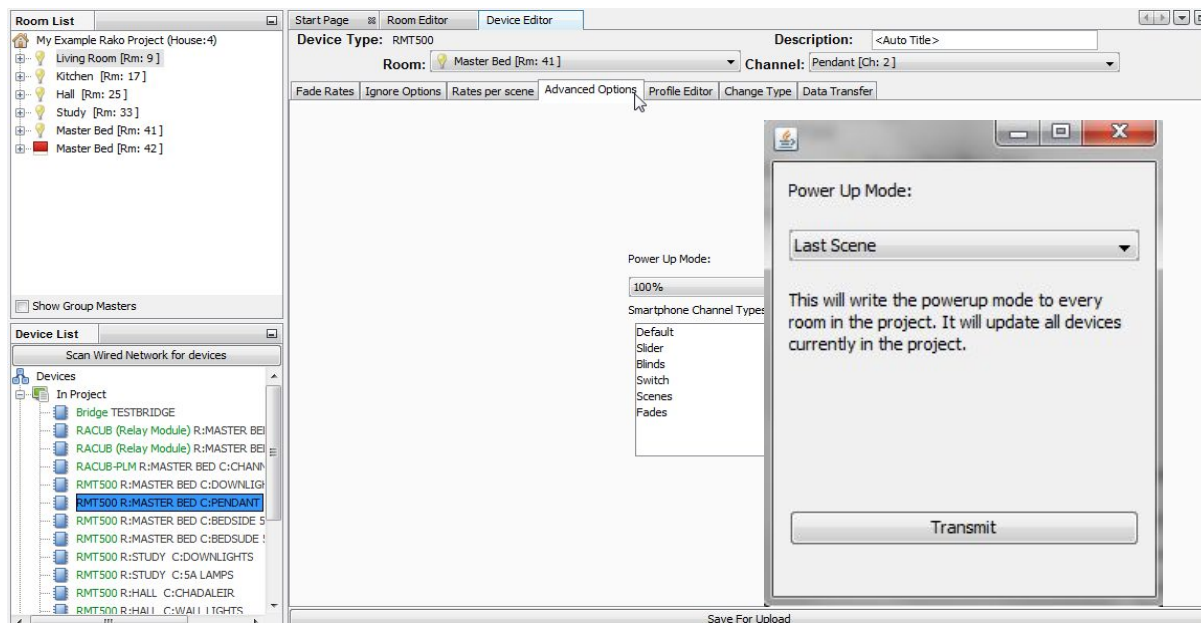 Room List
My Example Rako Project (House:4)
Living Room [Rm: 9 ]
Kitchen [Rm: 17]
Hall [Rm: 25 ]
Study [Rm: 33 ]
Master Bed [Rm: 41 ]
Master Bed [Rm: 42 ]
Show Group Masters
Device List
Scan Wired Network for devices
Devices
In Project
Bridge TESTBRIDGE
RACUB (Relay Module) R:MASTER BE
RACUB (Relay Module) R:MASTER BE
RACUB-PLM R:MASTER BED C:CHANN
RMT500 R:MASTER BED C:DOWNLIGH
RMT500 R:MASTER BED C:PENDANT
RMT500 R:MASTER BED C:BEDSIDE 5
RMT500 R:MASTER BED C:BEDSUDE
RMT500 R:STUDY C:DOWNLIGHTS
RMT500 R:STUDY C:5A LAMPS
RMT500 R:HALL C:CHADALEIR
RMT500 R:HALL C:WALL LIGHTS
Start Page Room Editor Device Editor
Device Type: RMT500 Description: <Auto Title>
Room: Master Bed [Rm: 41 ] Channel: Pendant [Ch: 2 ]
Fade Rates Ignore Options Rates per scene Advanced Options Profile Editor Change Type Data Transfer
Power Up Mode:
100%
Smartphone Channel Types
Default
Slider
Blinds
Switch
Scenes
Fades
Power Up Mode:
Last Scene
This will write the powerup mode to every
room in the project. It will update all devices
currently in the project.
Transmit
Save For Upload